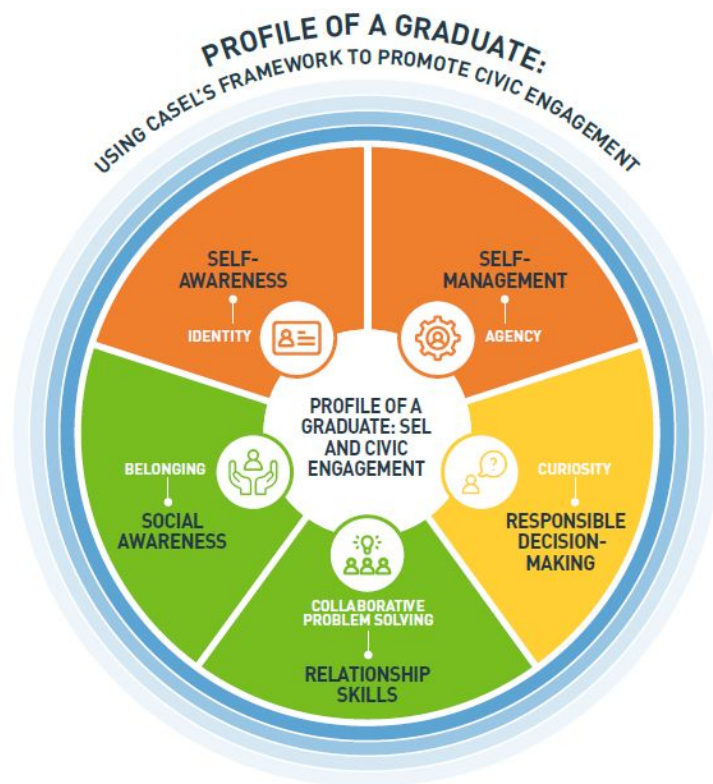 PROFILE OF A GRADUATE:
USING CASEL'S FRAMEWORK TO PROMOTE CIVIC ENGAGEMENT
SELF-
AWARENESS
IDENTITY
SELF-
MANAGEMENT
AGENCY
PROFILE OF A
GRADUATE: SEL
AND CIVIC
ENGAGEMENT
BELONGING
SOCIAL
AWARENESS
?
CURIOSITY
RESPONSIBLE
DECISION-
MAKING
COLLABORATIVE
PROBLEM SOLVING
RELATIONSHIP
SKILLS